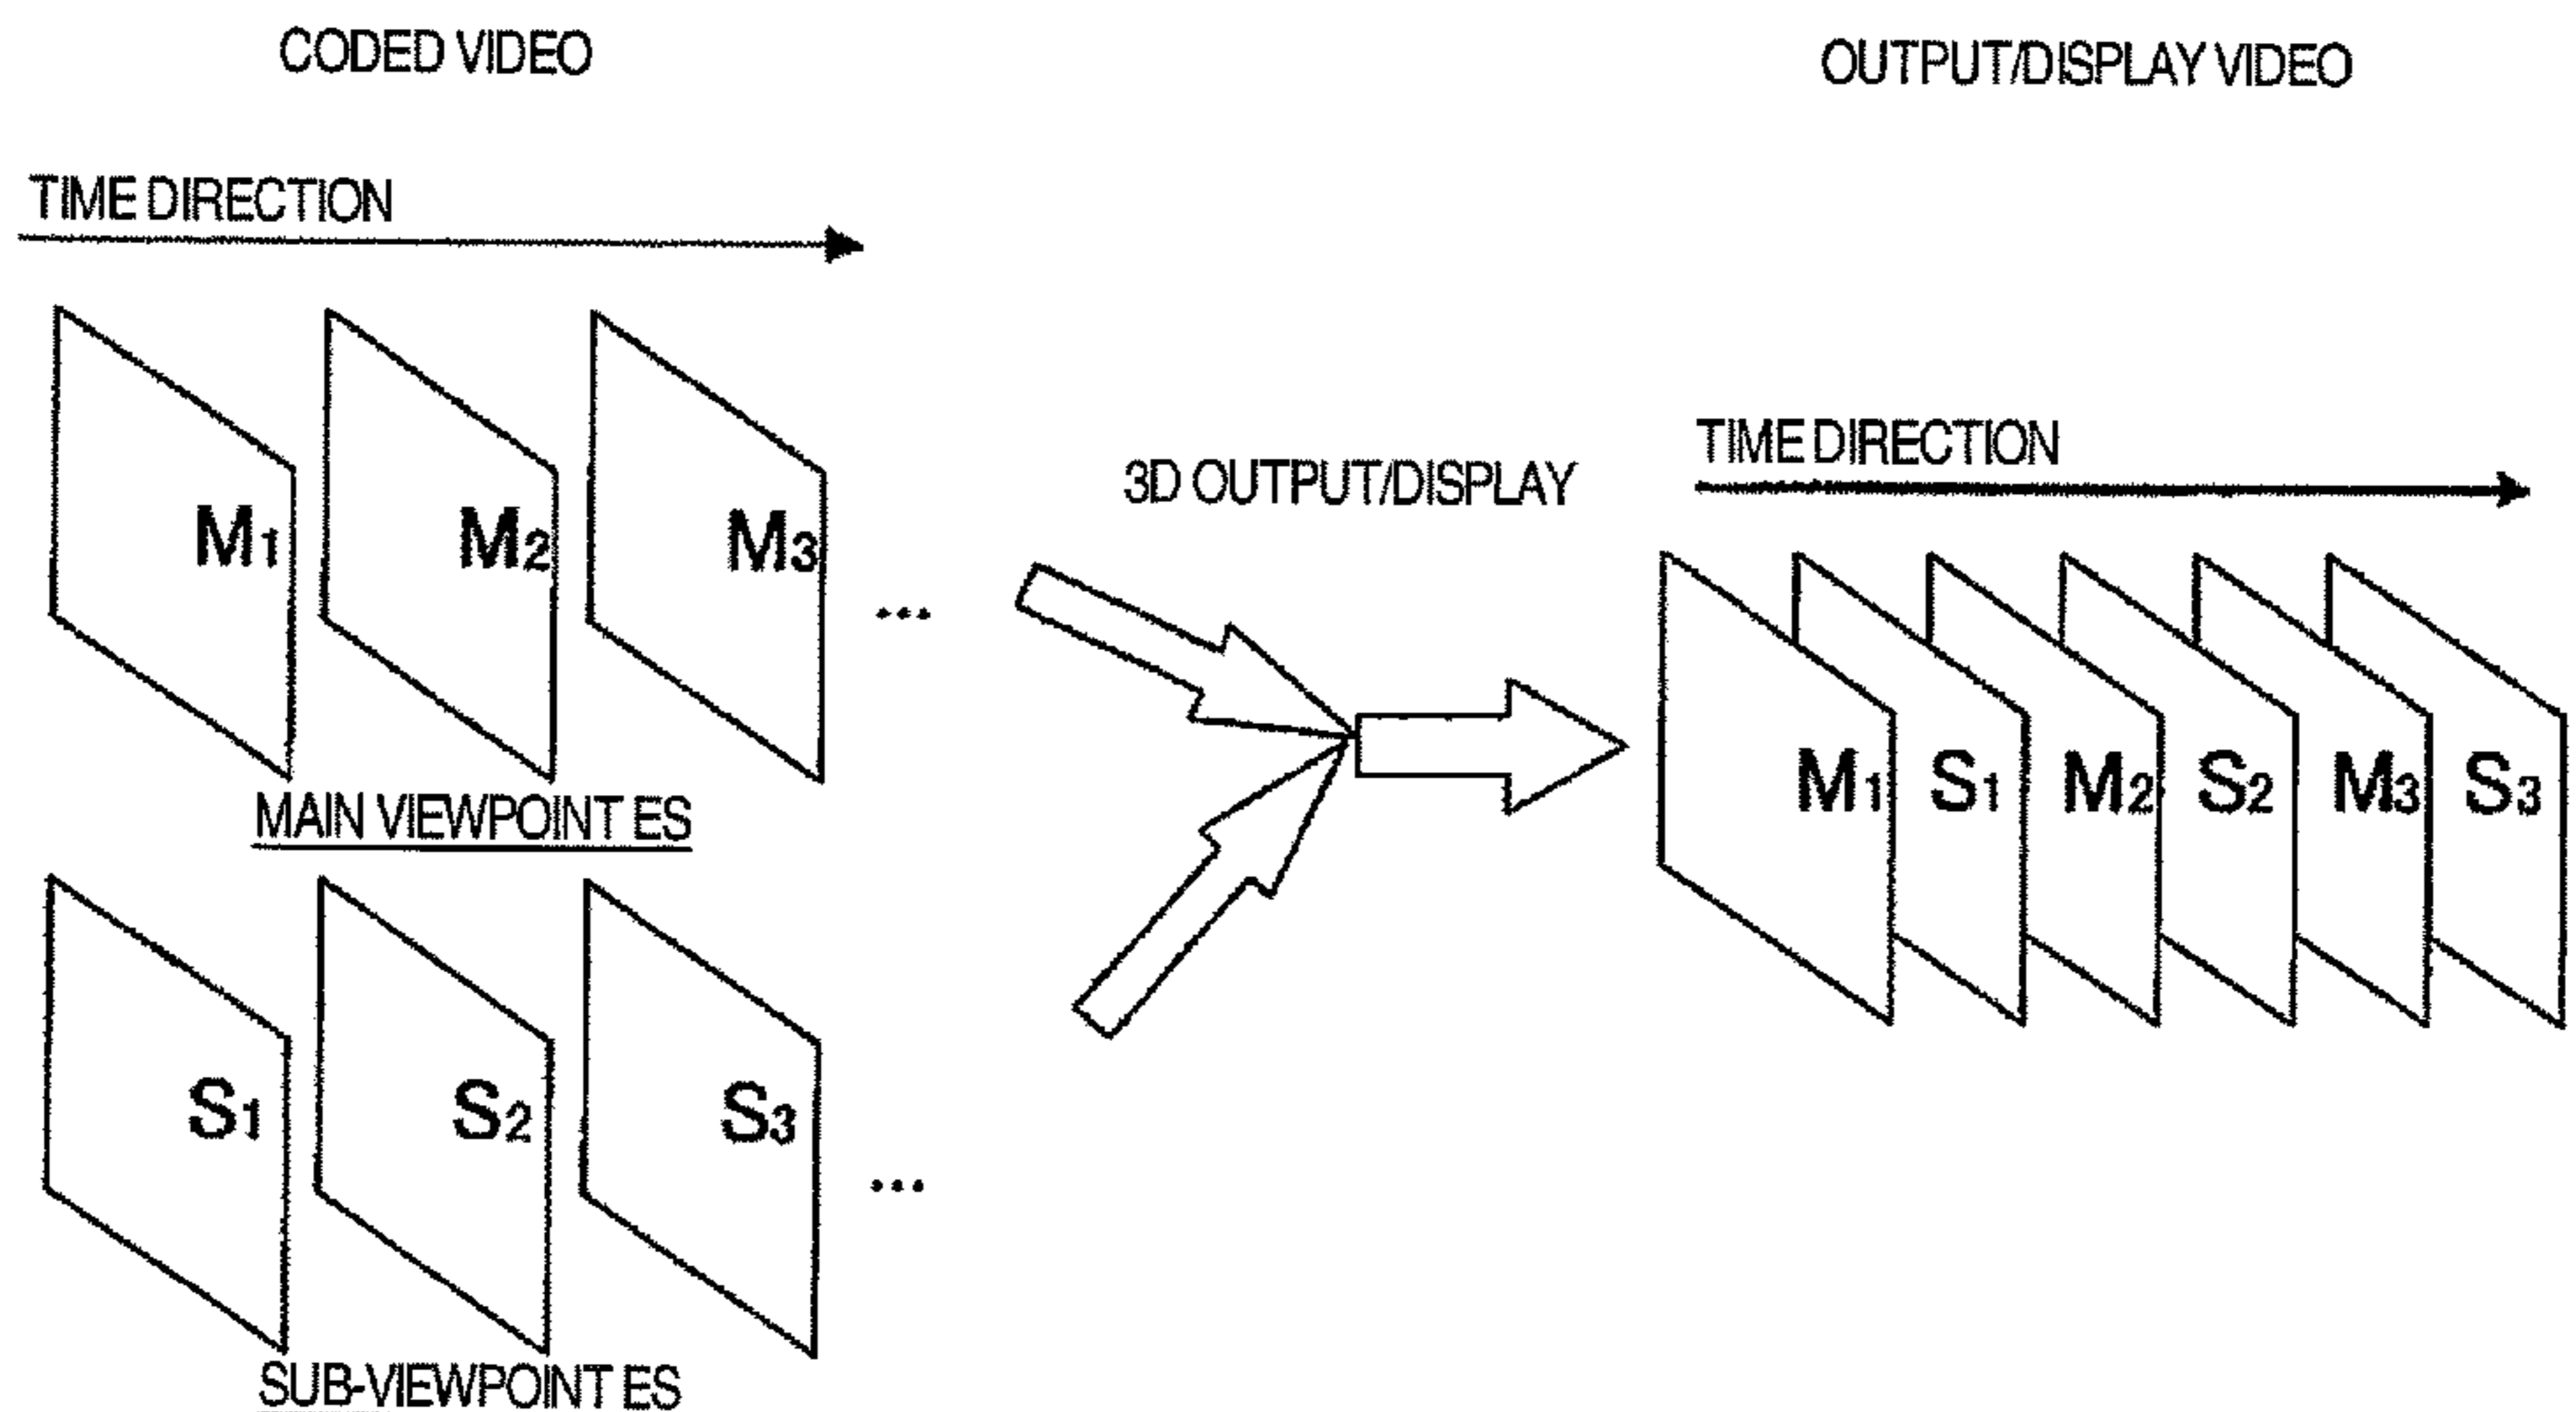 CODED VIDEO
OUTPUT/DISPLAY VIDEO
TIME DIRECTION
M1 M2 M3 ...
MAIN VIEWPOINT ES
S1 S2 S3 ...
SUB-VIEWPOINT ES
3D OUTPUT/DISPLAY
TIME DIRECTION
M1 S1 M2 S2 M3 S3